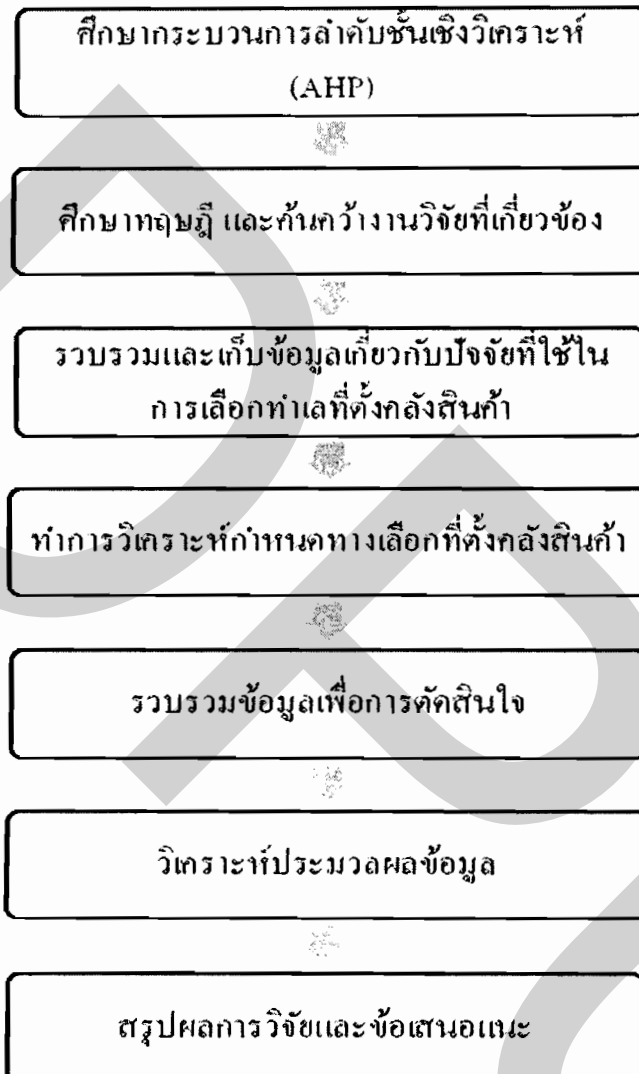 ศึกษากระบวนการลำดับชั้นเชิงวิเคราะห์
(AHP)
ศึกษาทฤษฎี และค้นคว้างานวิจัยที่เกี่ยวข้อง
รวบรวมและเก็บข้อมูลเกี่ยวกับปัจจัยที่ใช้ใน
การเลือกทำเลที่ตั้งคลังสินค้า
ทำการวิเคราะห์กำหนดทางเลือกที่ตั้งคลังสินค้า
รวบรวมข้อมูลเพื่อการตัดสินใจ
วิเคราะห์ประมวลผลข้อมูล
สรุปผลการวิจัยและข้อเสนอแนะ